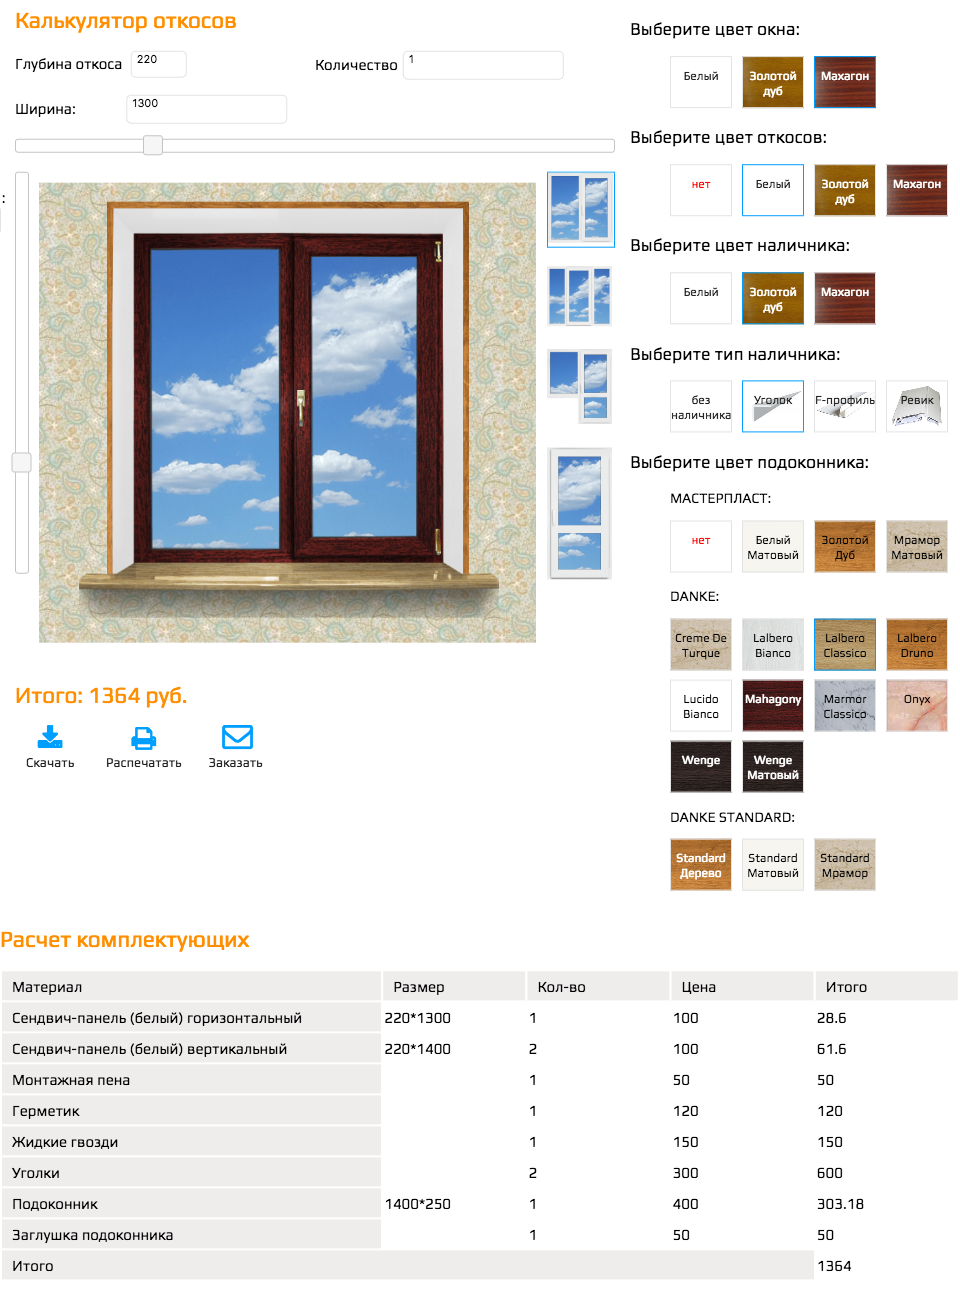 Калькулятор откосов
Глубина откоса 220
Количество 1
Ширина: 1300
:
Итого: 1364 руб.
Скачать Распечатать Заказать
Выберите цвет окна:
Белый
Золотой
дуб
Махагон
Выберите цвет откосов:
нет
Белый
Золотой
дуб
Махагон
Выберите цвет наличника:
Белый
Золотой
дуб
Махагон
Выберите тип наличника:
без
наличника
Уголок
F-профиль
Ревик
Выберите цвет подоконника:
МАСТЕРПЛАСТ:
нет
Белый
Матовый
Золотой
Дуб
Мрамор
Матовый
DANKE:
Creme De
Turque
Lalbero
Bianco
Lalbero
Classico
Lalbero
Druno
Lucido
Bianco
Mahagony
Marmor
Classico
Onyx
Wenge
Wenge
Матовый
DANKE STANDARD:
Standard
Дерево
Standard
Матовый
Standard
Мрамор
Расчет комплектующих
Материал Размер Кол-во Цена Итого
Сендвич-панель (белый) горизонтальный 220*1300 1 100 28.6
Сендвич-панель (белый) вертикальный 220*1400 2 100 61.6
Монтажная пена 1 50 50
Герметик 1 120 120
Жидкие гвозди 1 150 150
Уголки 2 300 600
Подоконник 1400*250 1 400 303.18
Заглушка подоконника 1 50 50
Итого 1364